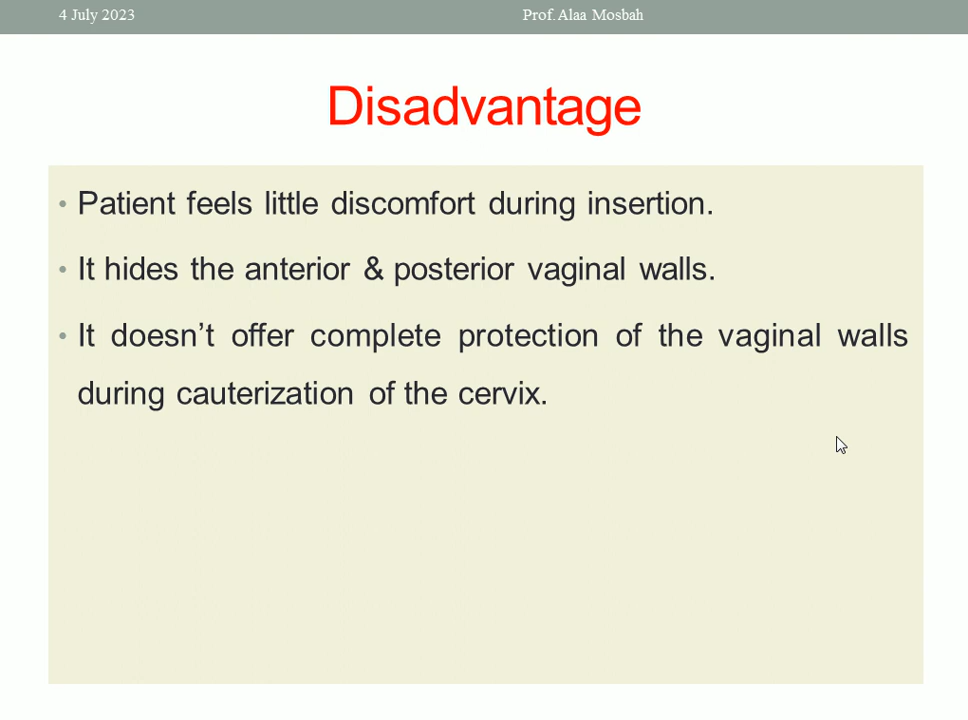 4 July 2023 Prof. Alaa Mosbah
Disadvantage
• Patient feels little discomfort during insertion.
• It hides the anterior & posterior vaginal walls.
• It doesn’t offer complete protection of the vaginal walls
during cauterization of the cervix.